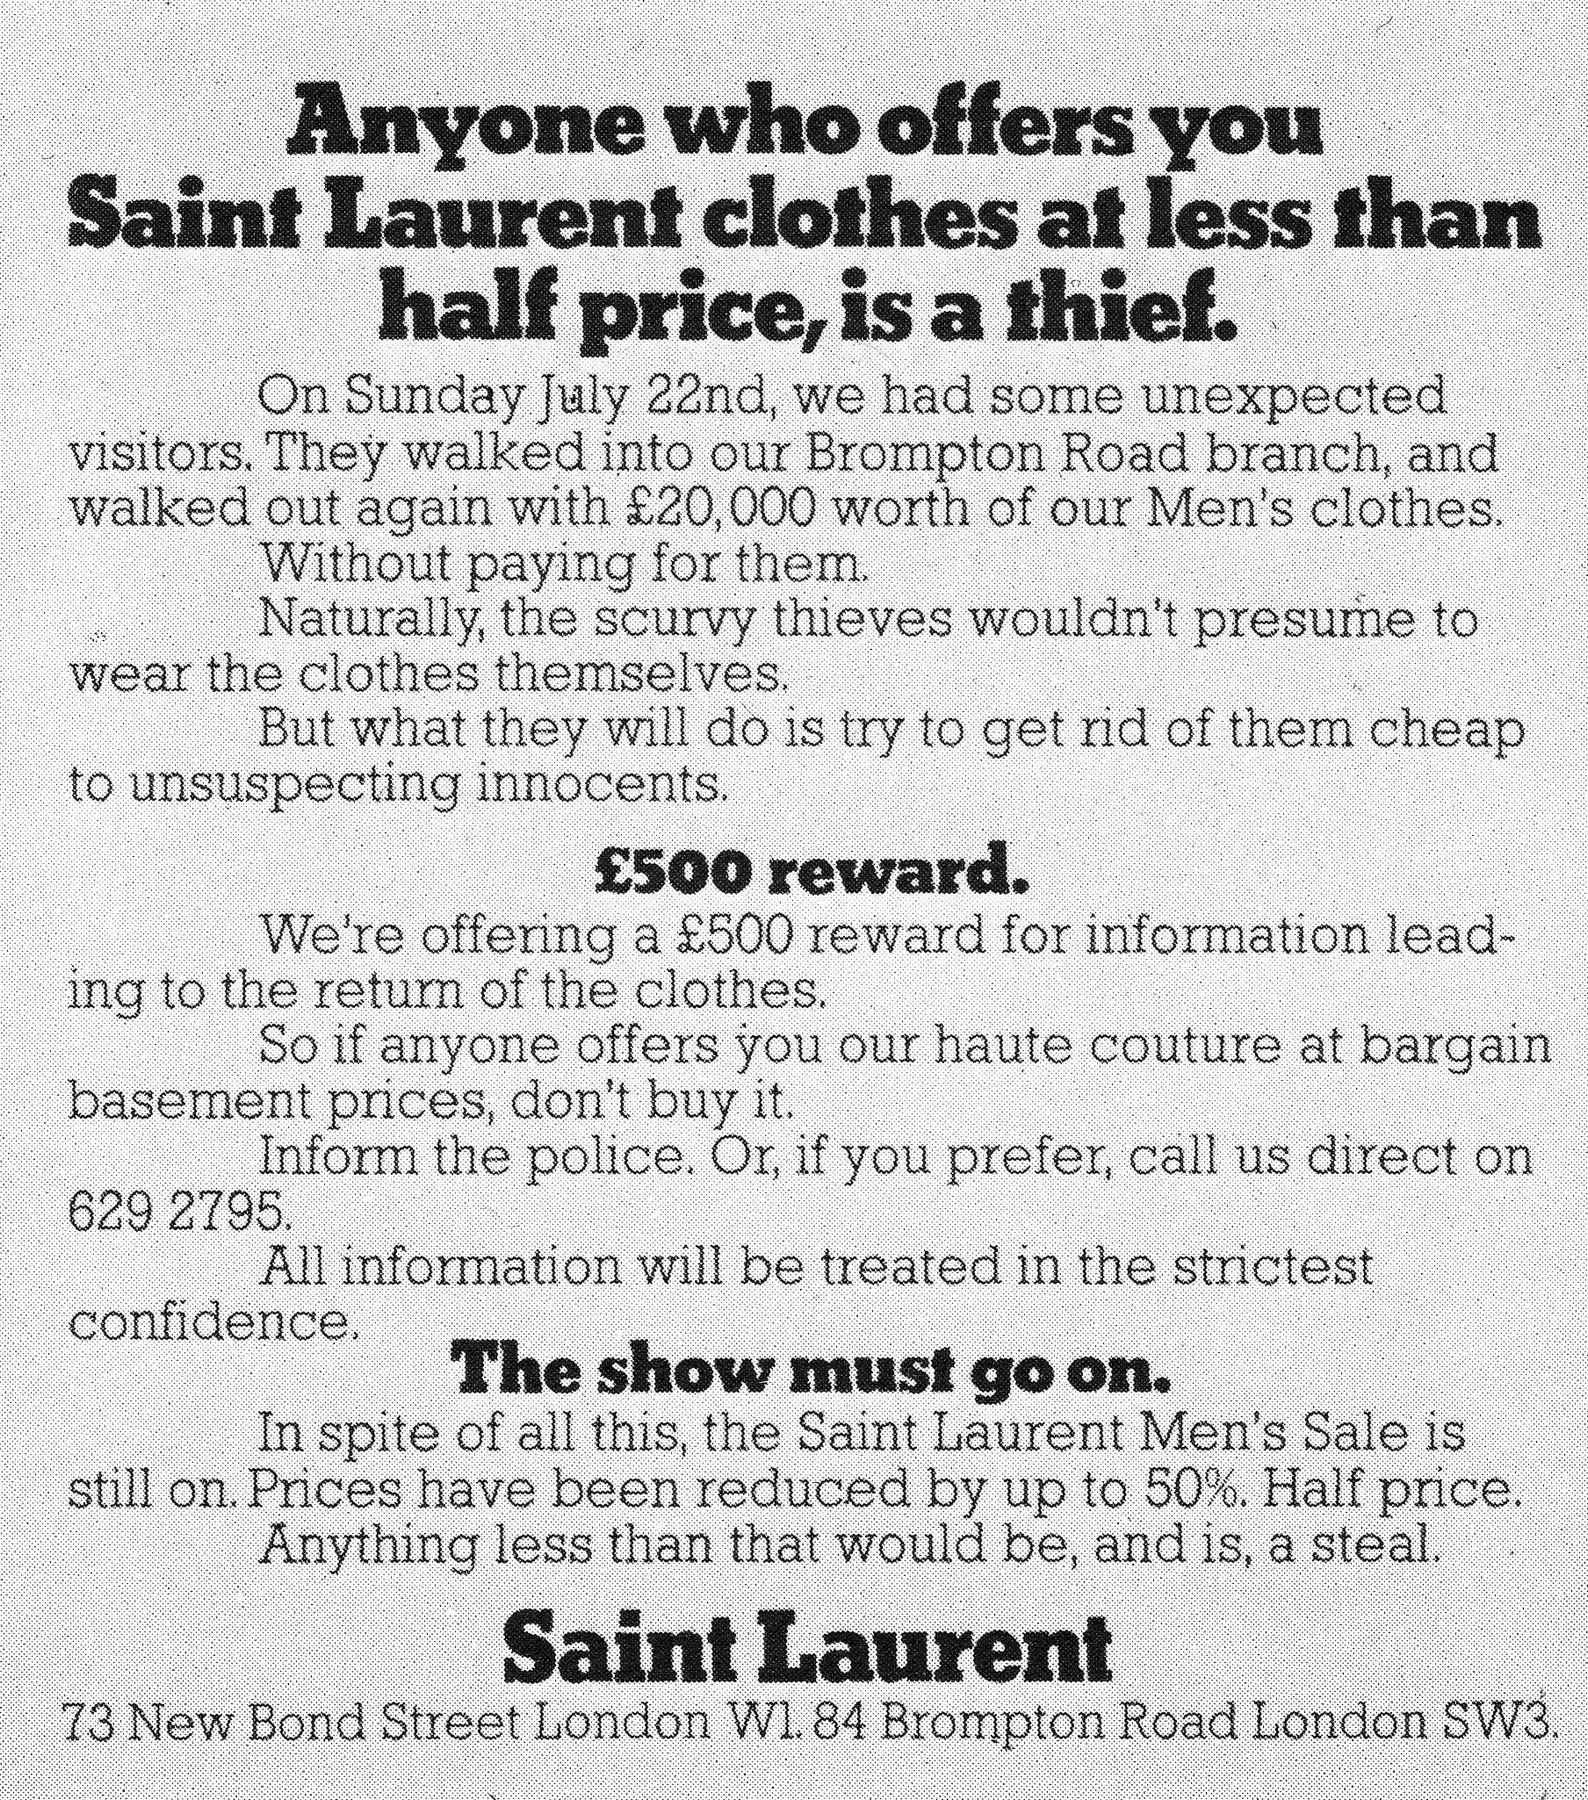 Anyone who offers you
Saint Laurent clothes at less than
half price, is a thief.
On Sunday July 22nd, we had some unexpected
visitors. They walked into our Brompton Road branch, and
walked out again with £20,000 worth of our Men's clothes.
Without paying for them.
Naturally, the scurvy thieves wouldn't presume to
wear the clothes themselves.
But what they will do is try to get rid of them cheap
to unsuspecting innocents.
£500 reward.
We're offering a £500 reward for information lead-
ing to the return of the clothes.
So if anyone offers you our haute couture at bargain
basement prices, don't buy it.
Inform the police. Or, if you prefer, call us direct on
629 2795.
All information will be treated in the strictest
confidence.
The show must go on.
In spite of all this, the Saint Laurent Men's Sale is
still on. Prices have been reduced by up to 50%. Half price.
Anything less than that would be, and is, a steal.
Saint Laurent
73 New Bond Street London W1. 84 Brompton Road London SW3.